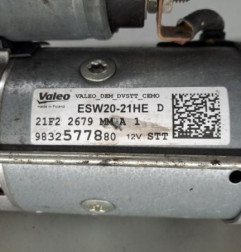 Valeo VALEO_DEM_DVSTT_CEMO
Made in Poland
ESW20-21HE D
21F2 2679 MM A 1
9832577880 12V STT